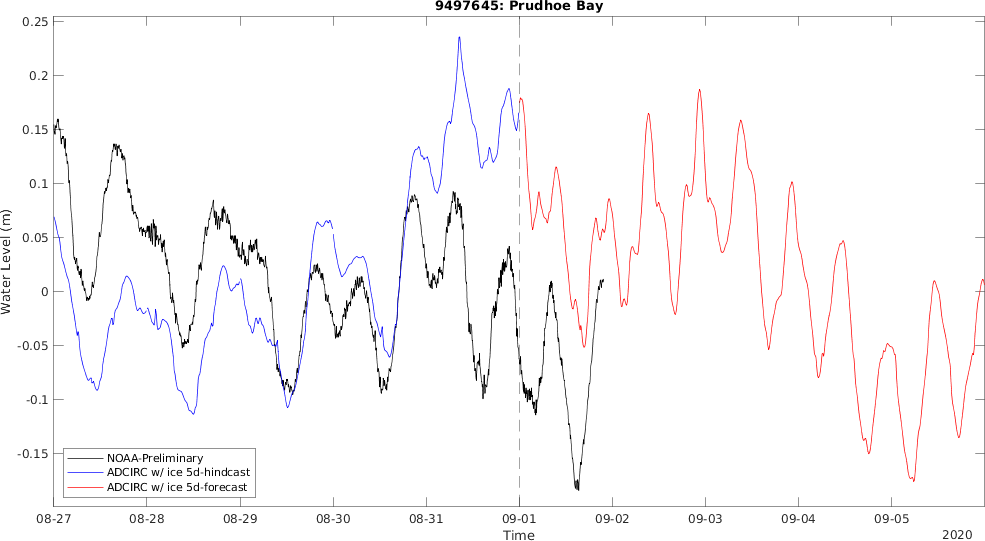 9497645: Prudhoe Bay
0.25
0.2
0.15
0.1
0.05
0
-0.05
-0.1
-0.15
Water Level (m)
NOAA-Preliminary
ADCIRC w/ ice 5d-hindcast
ADCIRC w/ ice 5d-forecast
08-27 08-28 08-29 08-30 08-31 09-01 09-02 09-03 09-04 09-05
Time
2020